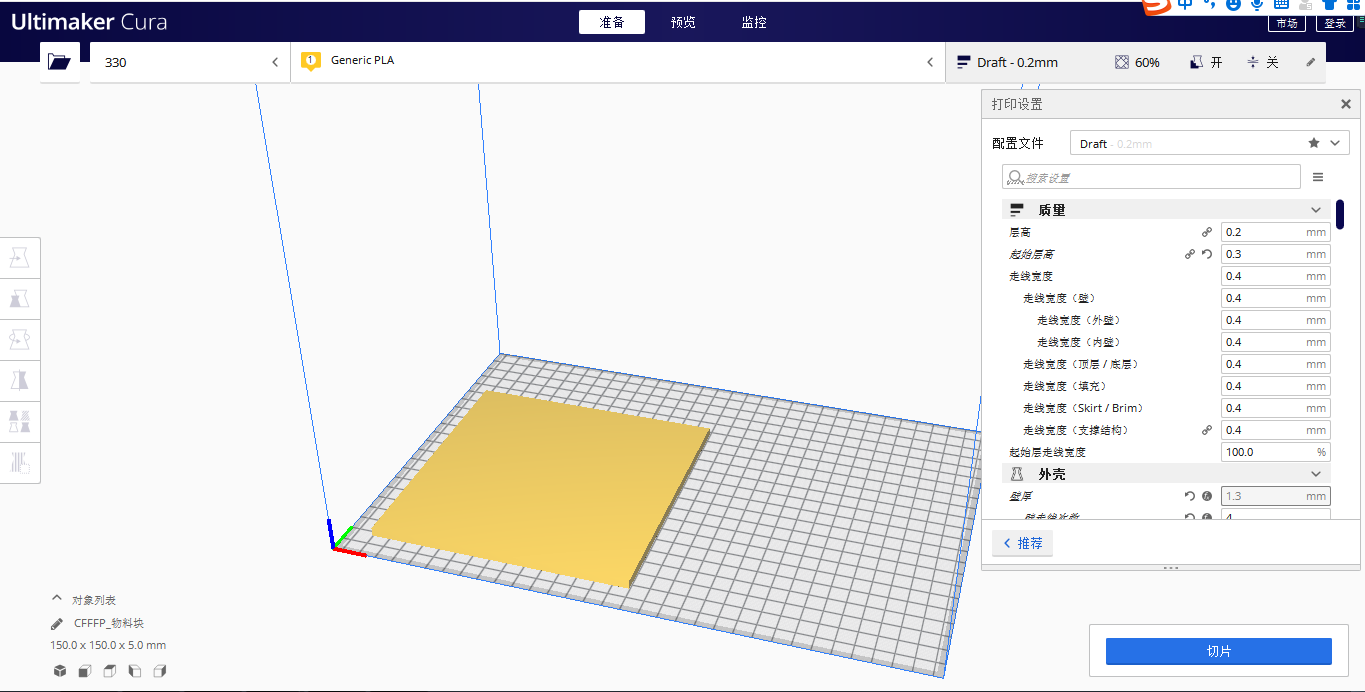 Ultimaker Cura
准备 预览 监控
中
市场 登录
330
1 Generic PLA
Draft - 0.2mm 60% 开 关
打印设置
配置文件 Draft - 0.2mm
搜索设置
质量
层高 0.2 mm
起始层高 0.3 mm
走线宽度 0.4 mm
走线宽度（壁） 0.4 mm
走线宽度（外壁） 0.4 mm
走线宽度（内壁） 0.4 mm
走线宽度（顶层 / 底层） 0.4 mm
走线宽度（填充） 0.4 mm
走线宽度（Skirt / Brim） 0.4 mm
走线宽度（支撑结构） 0.4 mm
起始层走线宽度 100.0 %
外壳
壁厚 1.3 mm
壁走线次数 4
推荐
对象列表
CFFFP_物料块
150.0 x 150.0 x 5.0 mm
切片